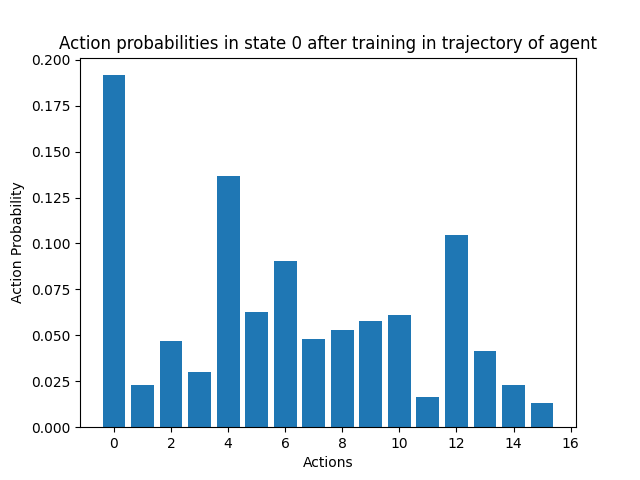 Action probabilities in state 0 after training in trajectory of agent
0.200
0.175
0.150
0.125
0.100
0.075
0.050
0.025
0.000
Action Probability
0 2 4 6 8 10 12 14 16
Actions